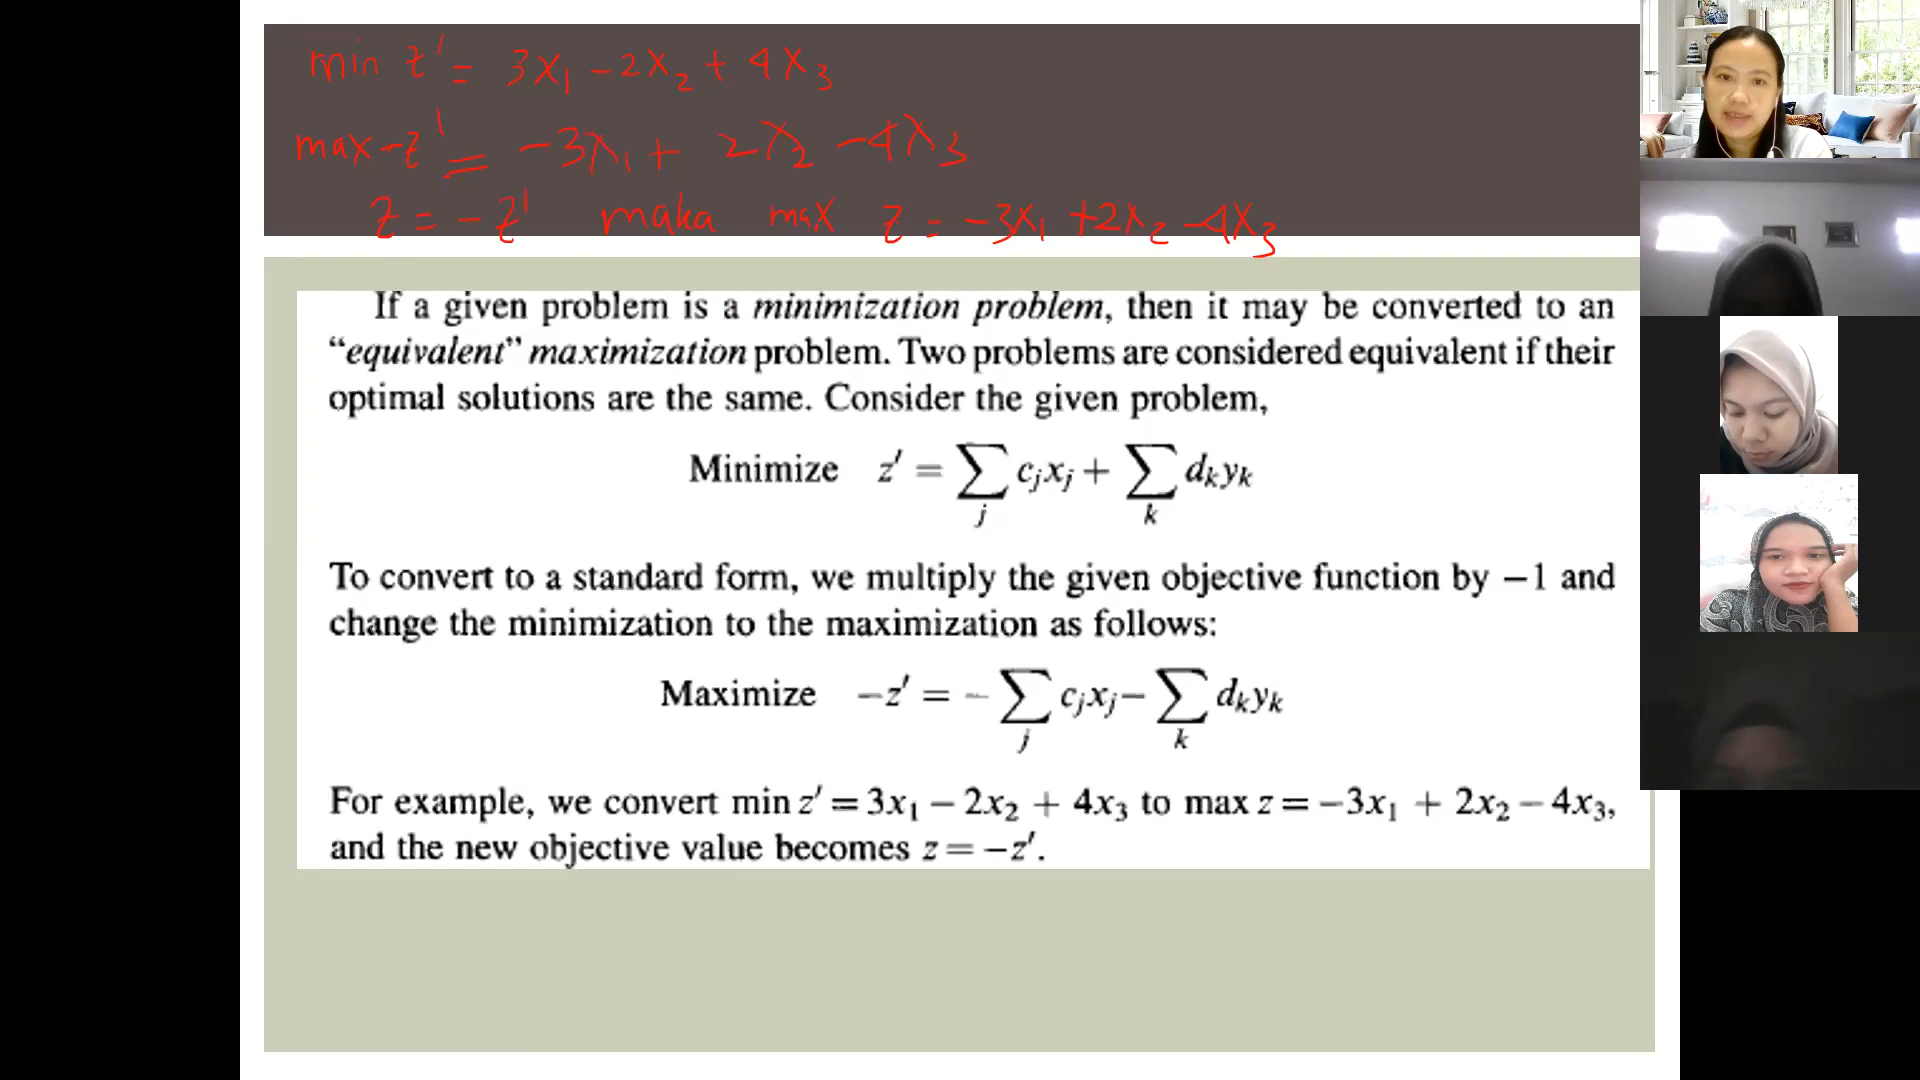 min z' = 3x₁ - 2x₂ + 4x₃
max -z' = -3x₁ + 2x₂ - 4x₃
z = -z' maka max z = -3x₁ + 2x₂ - 4x₃
If a given problem is a minimization problem, then it may be converted to an
“equivalent” maximization problem. Two problems are considered equivalent if their
optimal solutions are the same. Consider the given problem,
Minimize z′ = ∑ⱼ cⱼxⱼ + ∑ₖ dₖyₖ
To convert to a standard form, we multiply the given objective function by −1 and
change the minimization to the maximization as follows:
Maximize −z′ = − ∑ⱼ cⱼxⱼ − ∑ₖ dₖyₖ
For example, we convert min z′ = 3x₁ − 2x₂ + 4x₃ to max z = −3x₁ + 2x₂ − 4x₃,
and the new objective value becomes z = −z′.